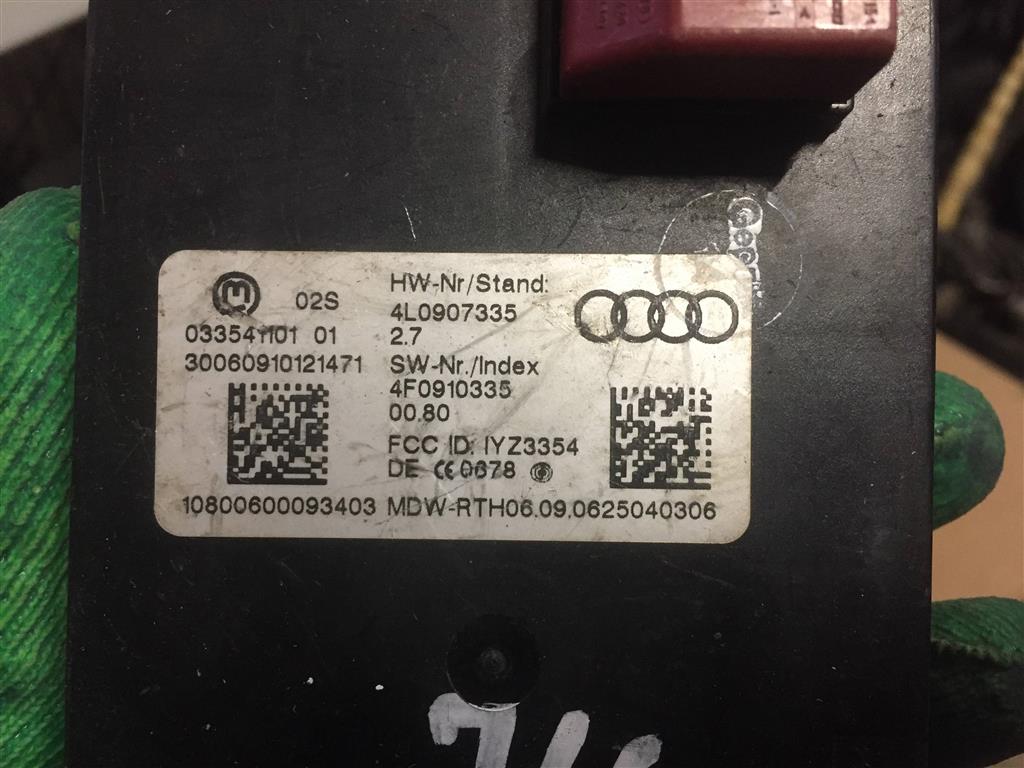 02S
033541101 01
30060910121471
HW-Nr/Stand:
4L0907335
2.7
SW-Nr./Index
4F0910335
00.80
FCC ID: IYZ3354
DE CE 0678
10800600093403 MDW-RTH06.09.0625040306